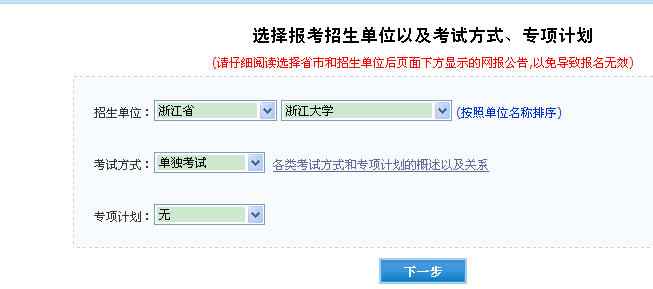 选择报考招生单位以及考试方式、专项计划
(请仔细阅读选择省市和招生单位后页面下方显示的网报公告,以免导致报名无效)
招生单位： 浙江省 浙江大学 (按照单位名称排序)
考试方式： 单独考试 各类考试方式和专项计划的概述以及关系
专项计划： 无
下一步